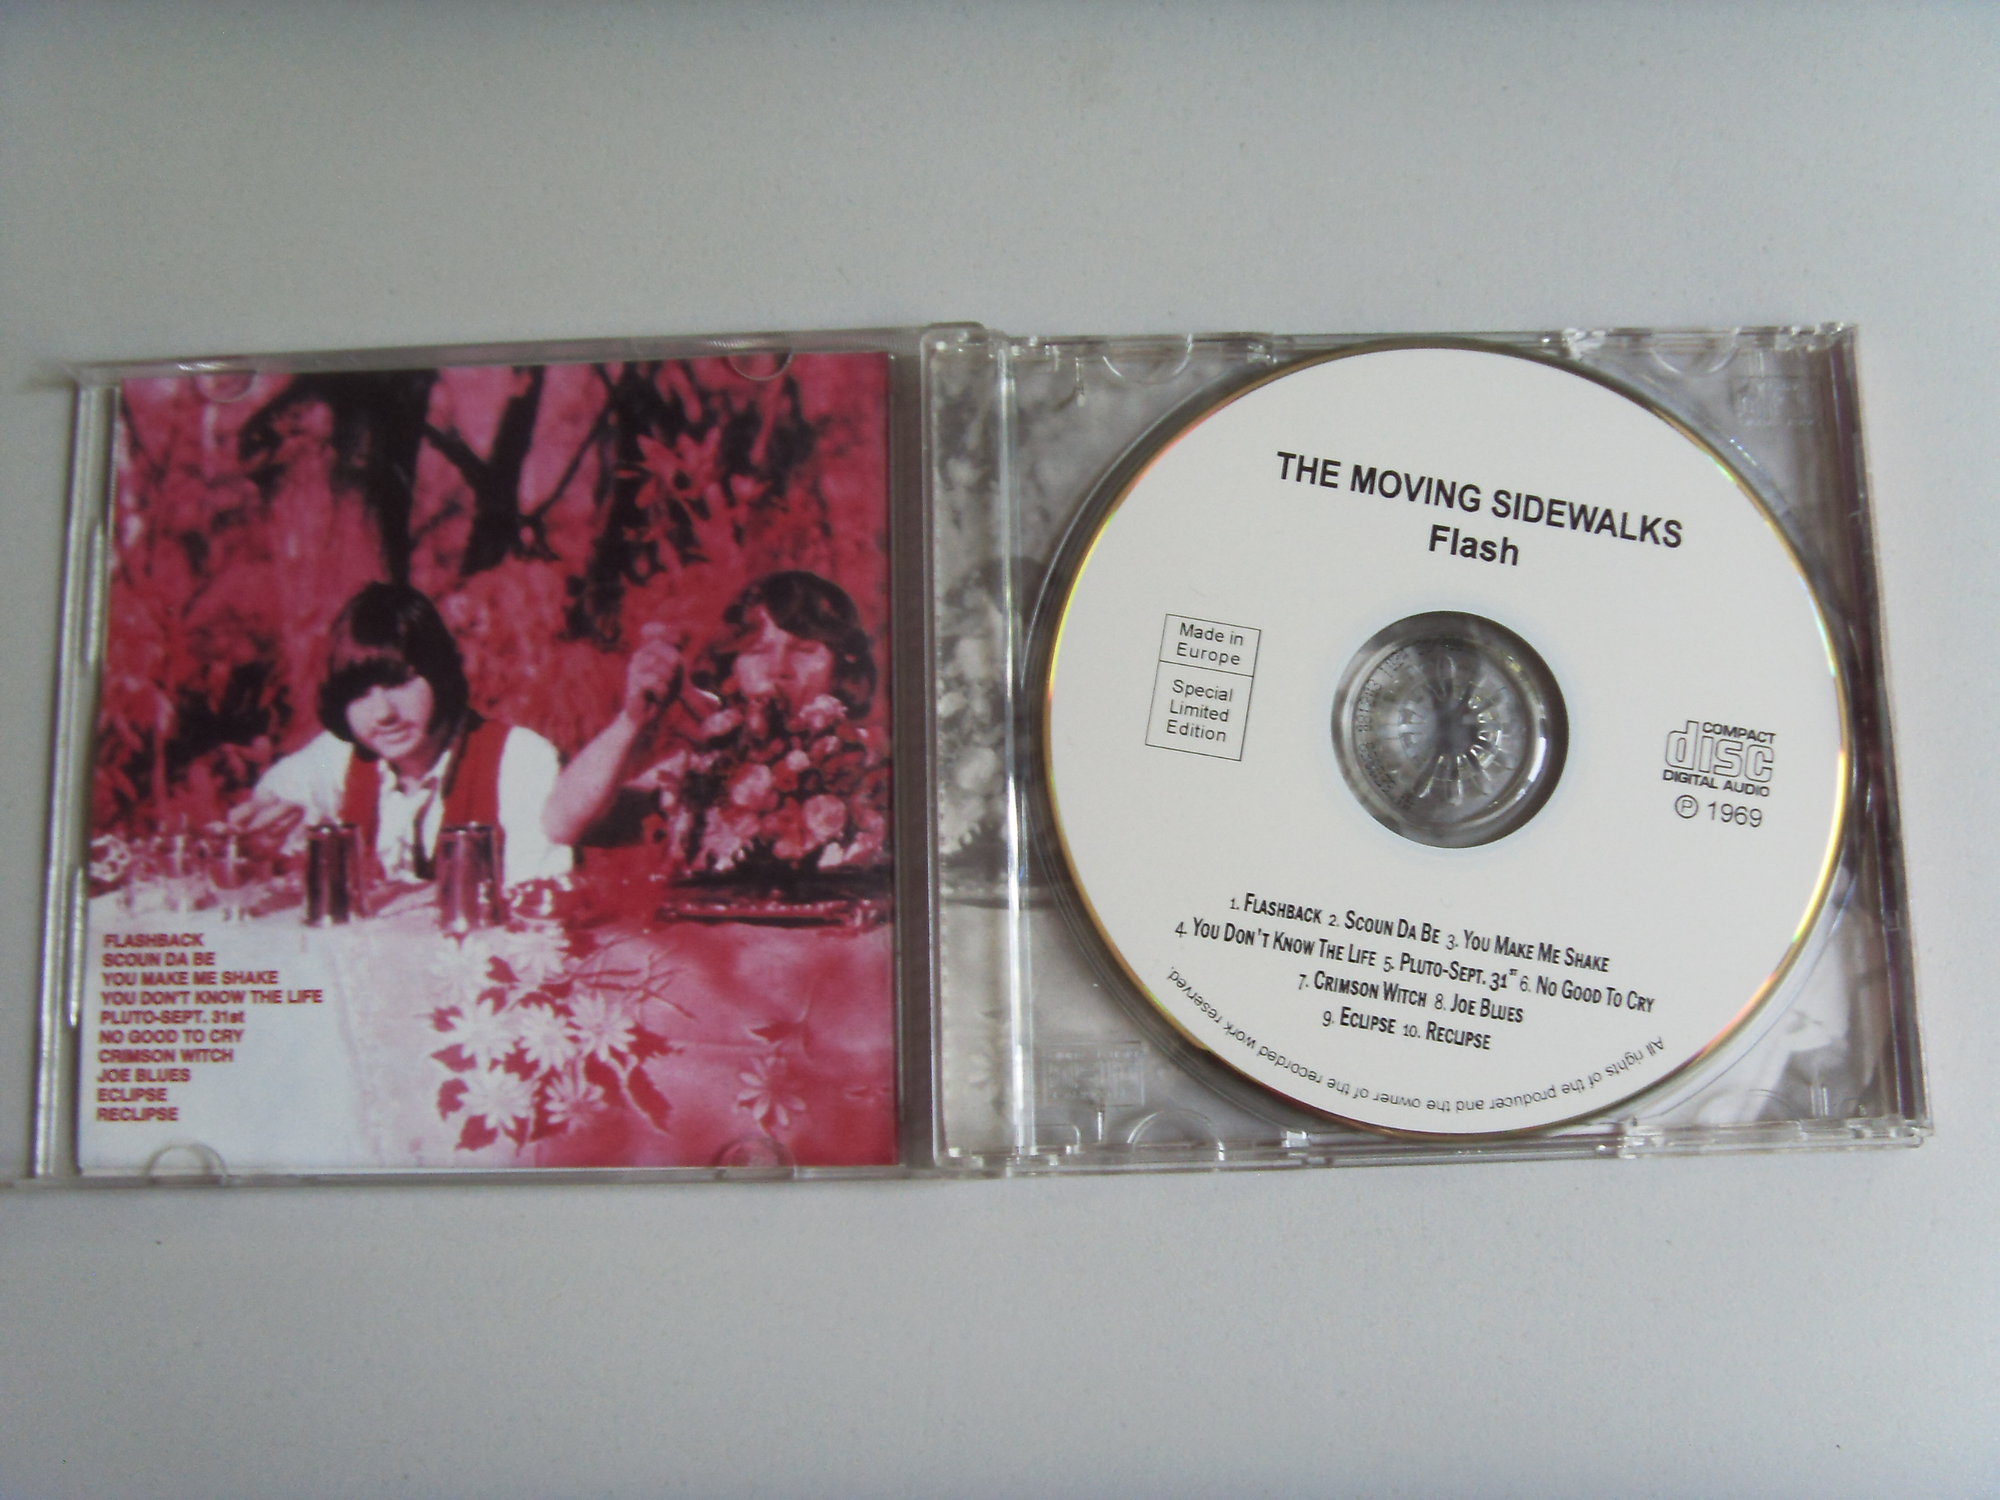 FLASHBACK
SCOUN DA BE
YOU MAKE ME SHAKE
YOU DON'T KNOW THE LIFE
PLUTO-SEPT. 31st
NO GOOD TO CRY
CRIMSON WITCH
JOE BLUES
ECLIPSE
RECLIPSE
THE MOVING SIDEWALKS
Flash
Made in
Europe
Special
Limited
Edition
COMPACT
disc
DIGITAL AUDIO
Ⓟ 1969
1. FLASHBACK 2. SCOUN DA BE 3. YOU MAKE ME SHAKE
4. YOU DON'T KNOW THE LIFE 5. PLUTO-SEPT. 31ST 6. NO GOOD TO CRY
7. CRIMSON WITCH 8. JOE BLUES
9. ECLIPSE 10. RECLIPSE
All rights of the producer and the owner of the recorded work reserved.